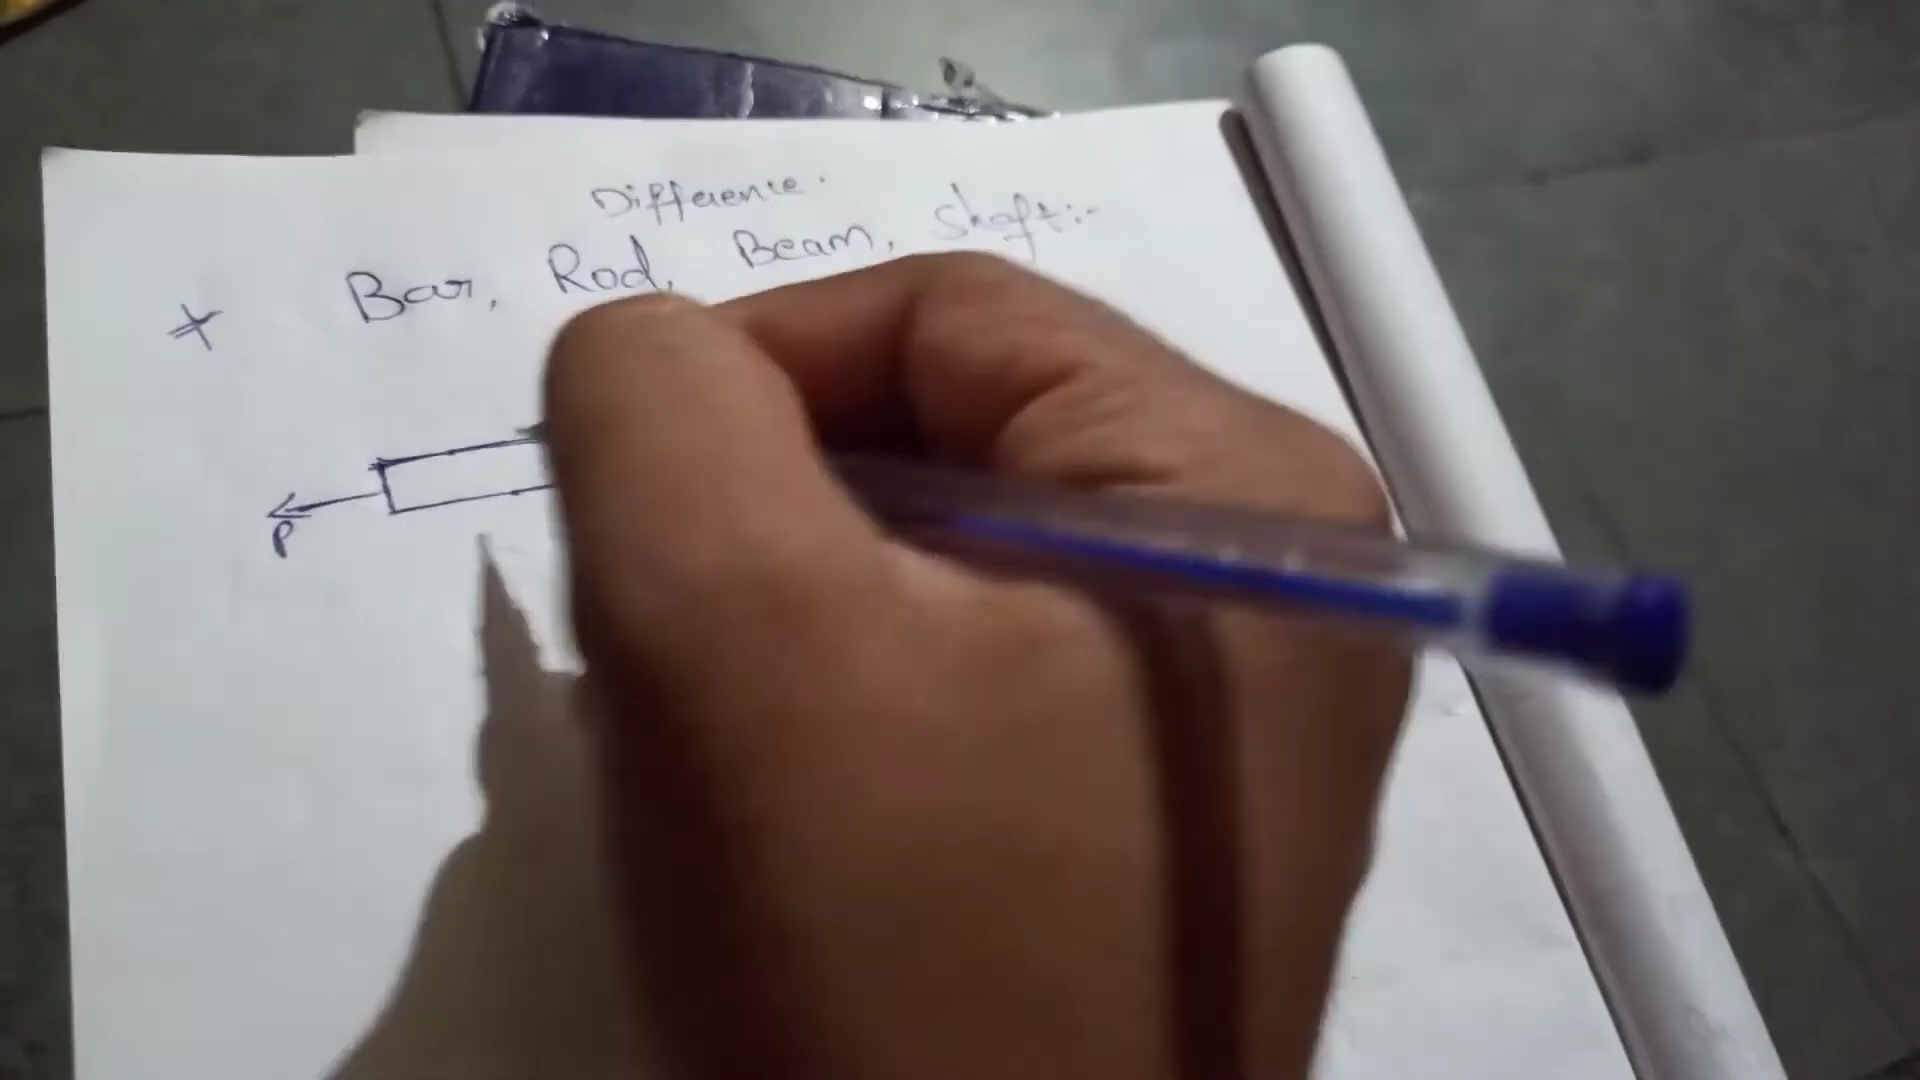 Difference.
* Bar, Rod, Beam, Shaft:-
P